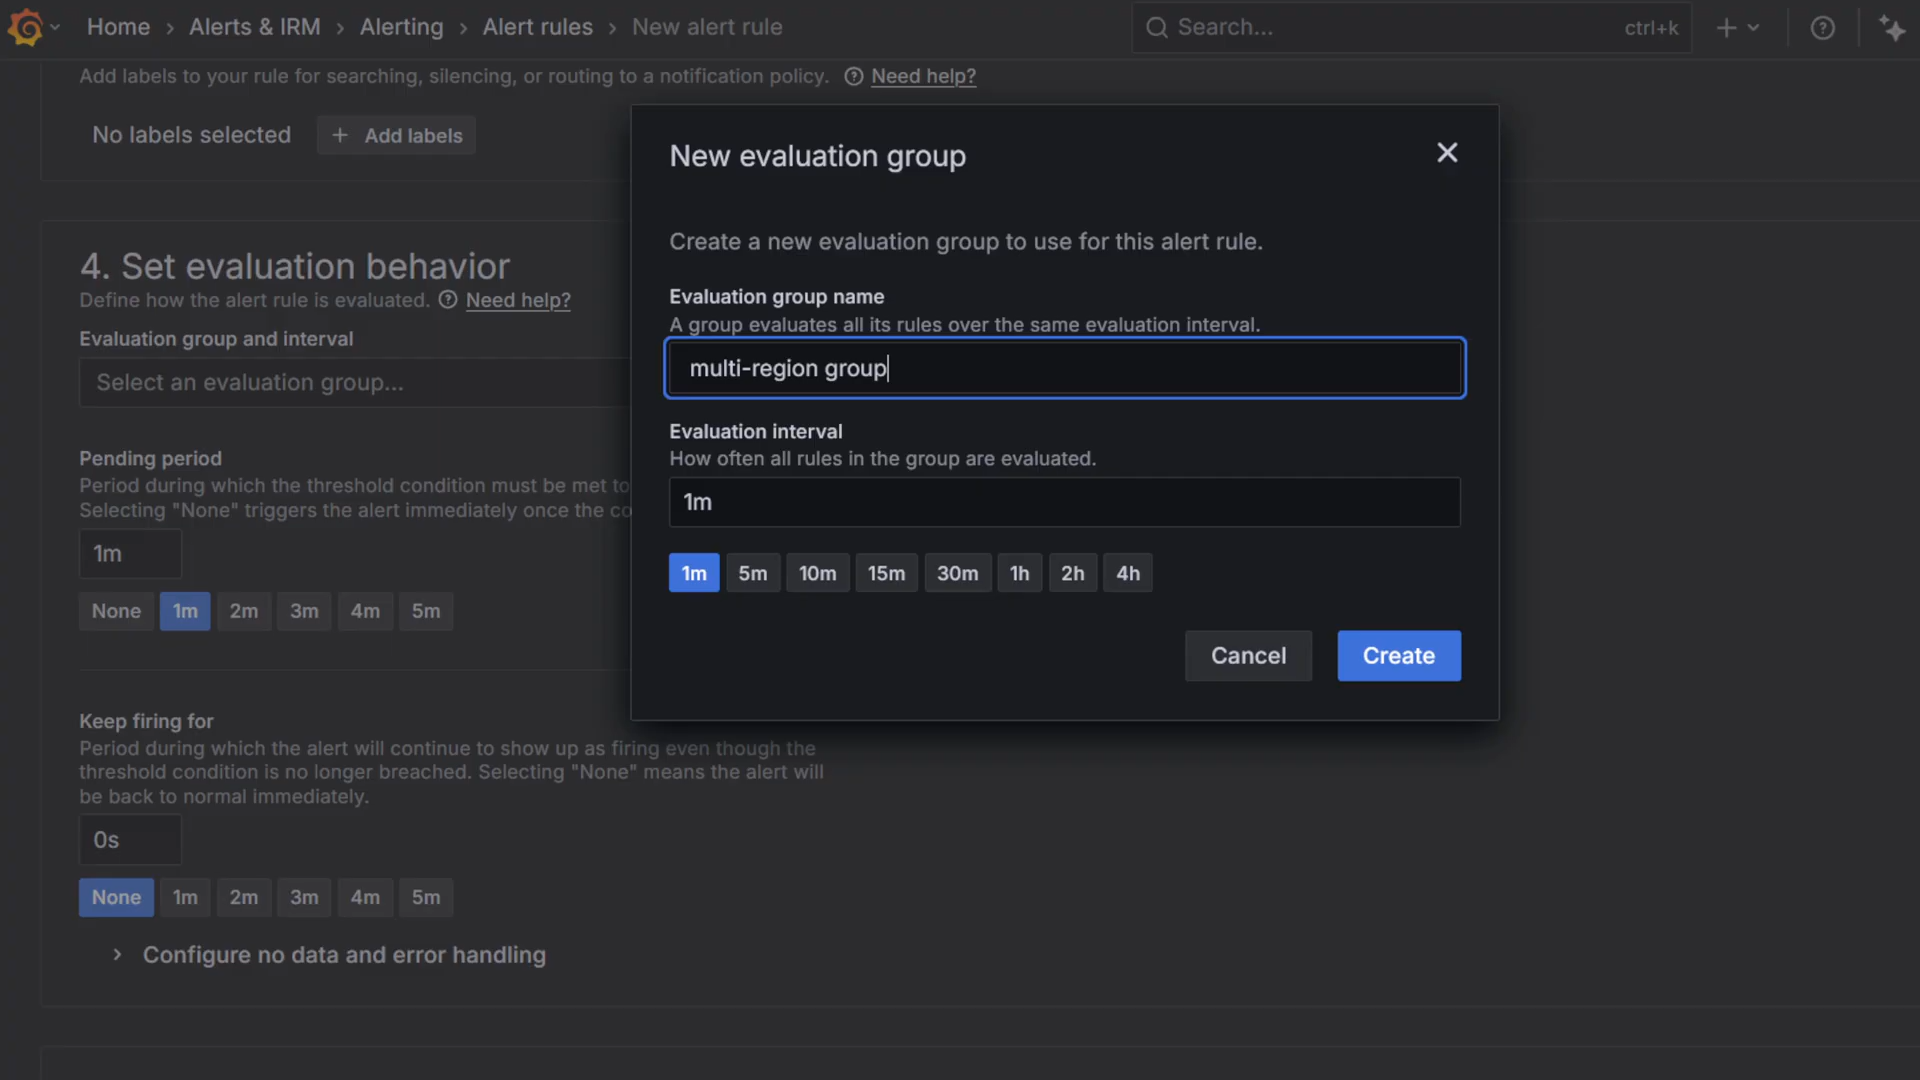 Home › Alerts & IRM › Alerting › Alert rules › New alert rule
Search...
ctrl+k
Add labels to your rule for searching, silencing, or routing to a notification policy. Need help?
No labels selected
+ Add labels
4. Set evaluation behavior
Define how the alert rule is evaluated. Need help?
Evaluation group and interval
Select an evaluation group...
Pending period
Period during which the threshold condition must be met to
Selecting "None" triggers the alert immediately once the co
1m
None 1m 2m 3m 4m 5m
Keep firing for
Period during which the alert will continue to show up as firing even though the
threshold condition is no longer breached. Selecting "None" means the alert will
be back to normal immediately.
0s
None 1m 2m 3m 4m 5m
› Configure no data and error handling
New evaluation group
Create a new evaluation group to use for this alert rule.
Evaluation group name
A group evaluates all its rules over the same evaluation interval.
multi-region group
Evaluation interval
How often all rules in the group are evaluated.
1m
1m 5m 10m 15m 30m 1h 2h 4h
Cancel
Create